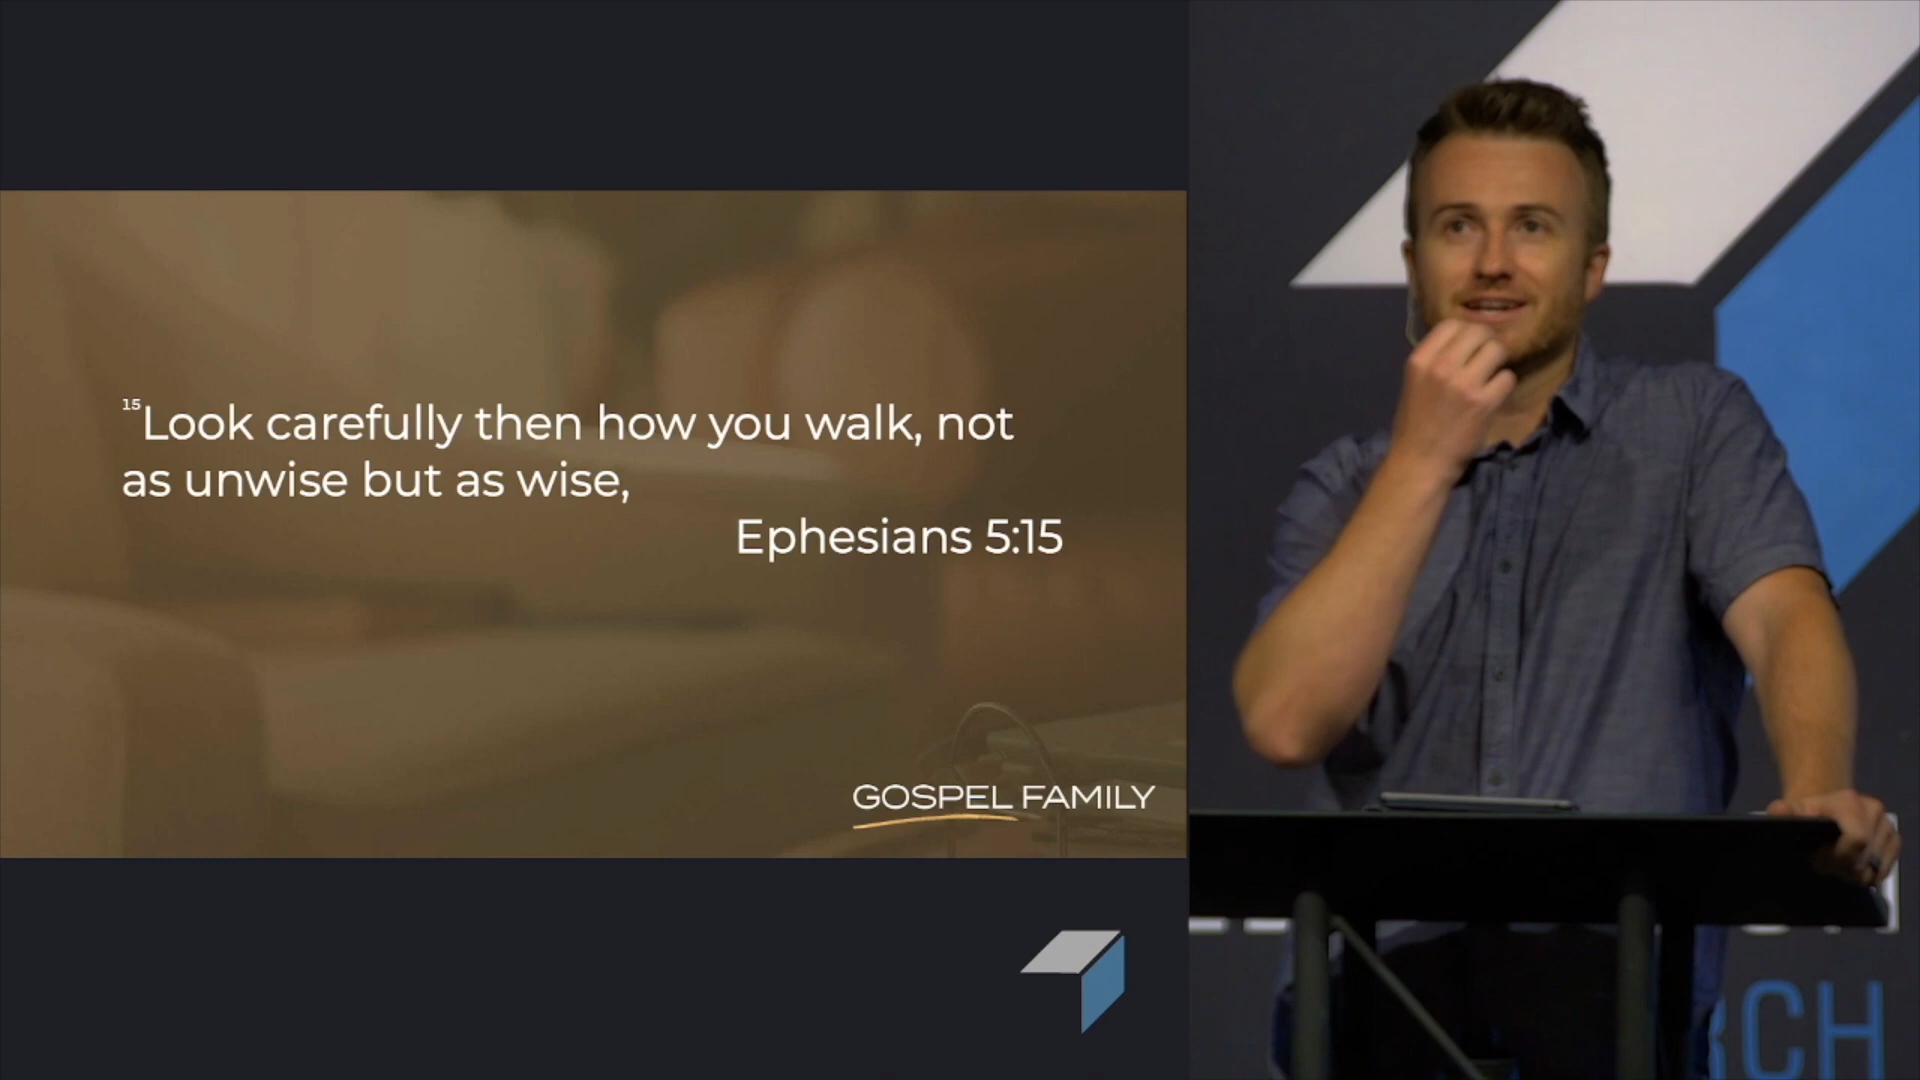 15Look carefully then how you walk, not
as unwise but as wise,
Ephesians 5:15
GOSPEL FAMILY